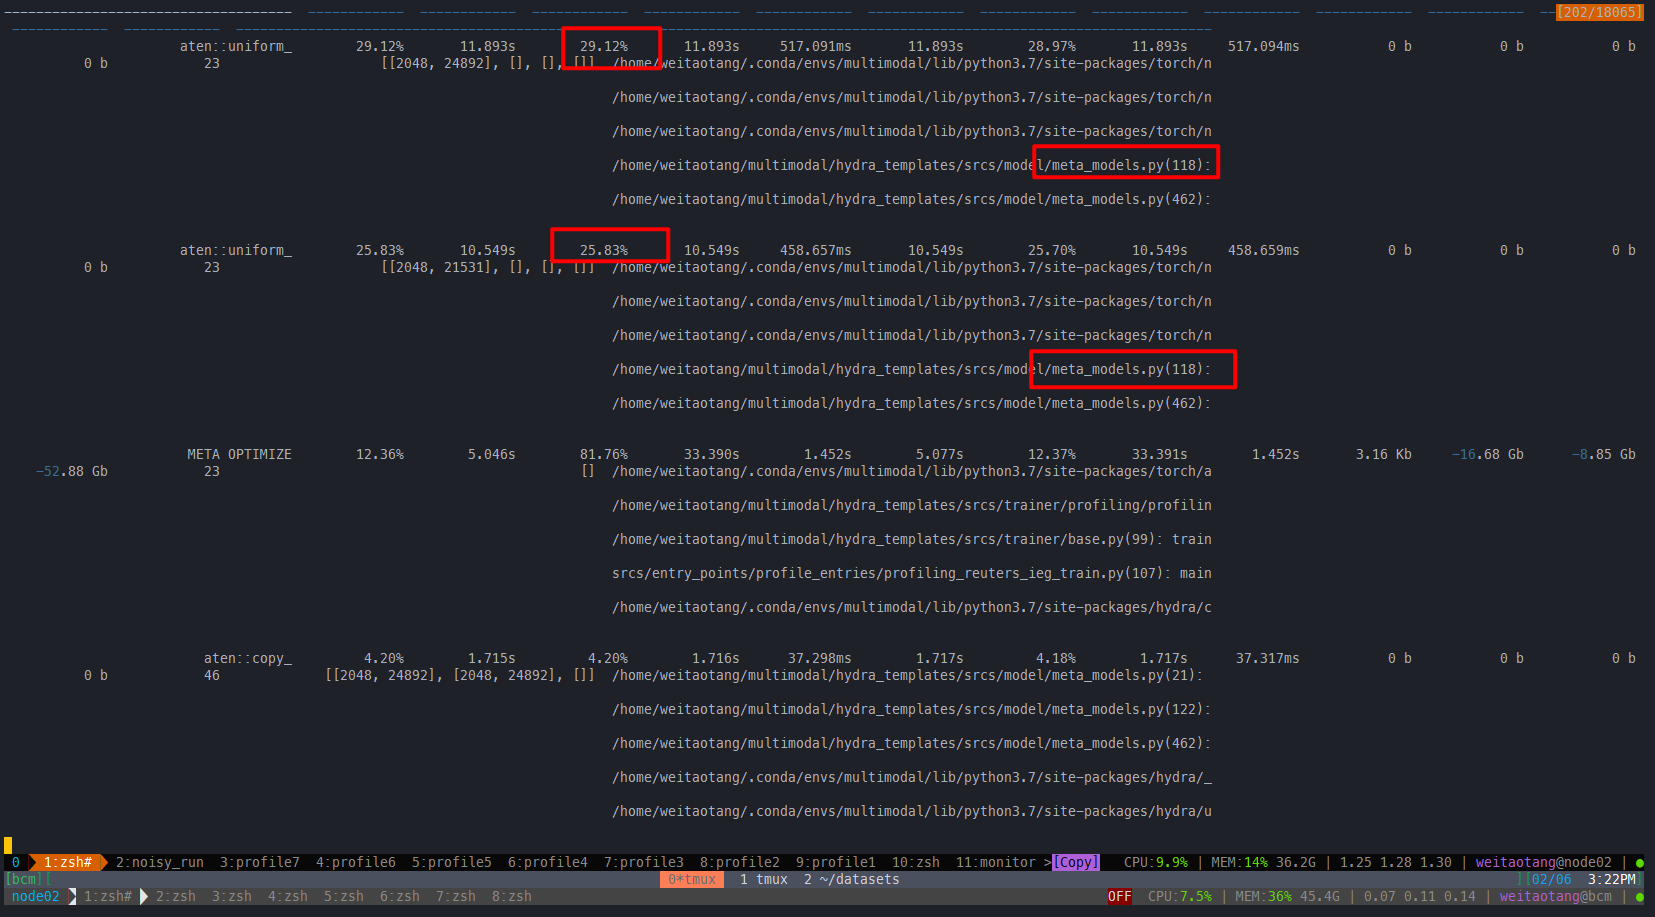 [202/18065]
aten::uniform_ 29.12% 11.893s 29.12% 11.893s 517.091ms 11.893s 28.97% 11.893s 517.094ms 0 b 0 b 0 b
0 b 23 [[2048, 24892], [], [], []] /home/weitaotang/.conda/envs/multimodal/lib/python3.7/site-packages/torch/n
/home/weitaotang/.conda/envs/multimodal/lib/python3.7/site-packages/torch/n
/home/weitaotang/.conda/envs/multimodal/lib/python3.7/site-packages/torch/n
/home/weitaotang/multimodal/hydra_templates/srcs/model/meta_models.py(118):
/home/weitaotang/multimodal/hydra_templates/srcs/model/meta_models.py(462):
aten::uniform_ 25.83% 10.549s 25.83% 10.549s 458.657ms 10.549s 25.70% 10.549s 458.659ms 0 b 0 b 0 b
0 b 23 [[2048, 21531], [], [], []] /home/weitaotang/.conda/envs/multimodal/lib/python3.7/site-packages/torch/n
/home/weitaotang/.conda/envs/multimodal/lib/python3.7/site-packages/torch/n
/home/weitaotang/.conda/envs/multimodal/lib/python3.7/site-packages/torch/n
/home/weitaotang/multimodal/hydra_templates/srcs/model/meta_models.py(118):
/home/weitaotang/multimodal/hydra_templates/srcs/model/meta_models.py(462):
META OPTIMIZE 12.36% 5.046s 81.76% 33.390s 1.452s 5.077s 12.37% 33.391s 1.452s 3.16 Kb -16.68 Gb -8.85 Gb
-52.88 Gb 23 [] /home/weitaotang/.conda/envs/multimodal/lib/python3.7/site-packages/torch/a
/home/weitaotang/multimodal/hydra_templates/srcs/trainer/profiling/profilin
/home/weitaotang/multimodal/hydra_templates/srcs/trainer/base.py(99): train
srcs/entry_points/profile_entries/profiling_reuters_ieg_train.py(107): main
/home/weitaotang/.conda/envs/multimodal/lib/python3.7/site-packages/hydra/c
aten::copy_ 4.20% 1.715s 4.20% 1.716s 37.298ms 1.717s 4.18% 1.717s 37.317ms 0 b 0 b 0 b
0 b 46 [[2048, 24892], [2048, 24892], []] /home/weitaotang/multimodal/hydra_templates/srcs/model/meta_models.py(21):
/home/weitaotang/multimodal/hydra_templates/srcs/model/meta_models.py(122):
/home/weitaotang/multimodal/hydra_templates/srcs/model/meta_models.py(462):
/home/weitaotang/.conda/envs/multimodal/lib/python3.7/site-packages/hydra/_
/home/weitaotang/.conda/envs/multimodal/lib/python3.7/site-packages/hydra/u
0 1:zsh# 2:noisy_run 3:profile7 4:profile6 5:profile5 6:profile4 7:profile3 8:profile2 9:profile1 10:zsh 11:monitor >[Copy] CPU:9.9% | MEM:14% 36.2G | 1.25 1.28 1.30 | weitaotang@node02 | ●
[bcm][ 0*tmux 1 tmux 2 ~/datasets ][02/06 3:22PM]
node02 1:zsh# 2:zsh 3:zsh 4:zsh 5:zsh 6:zsh 7:zsh 8:zsh OFF CPU:7.5% | MEM:36% 45.4G | 0.07 0.11 0.14 | weitaotang@bcm | ●